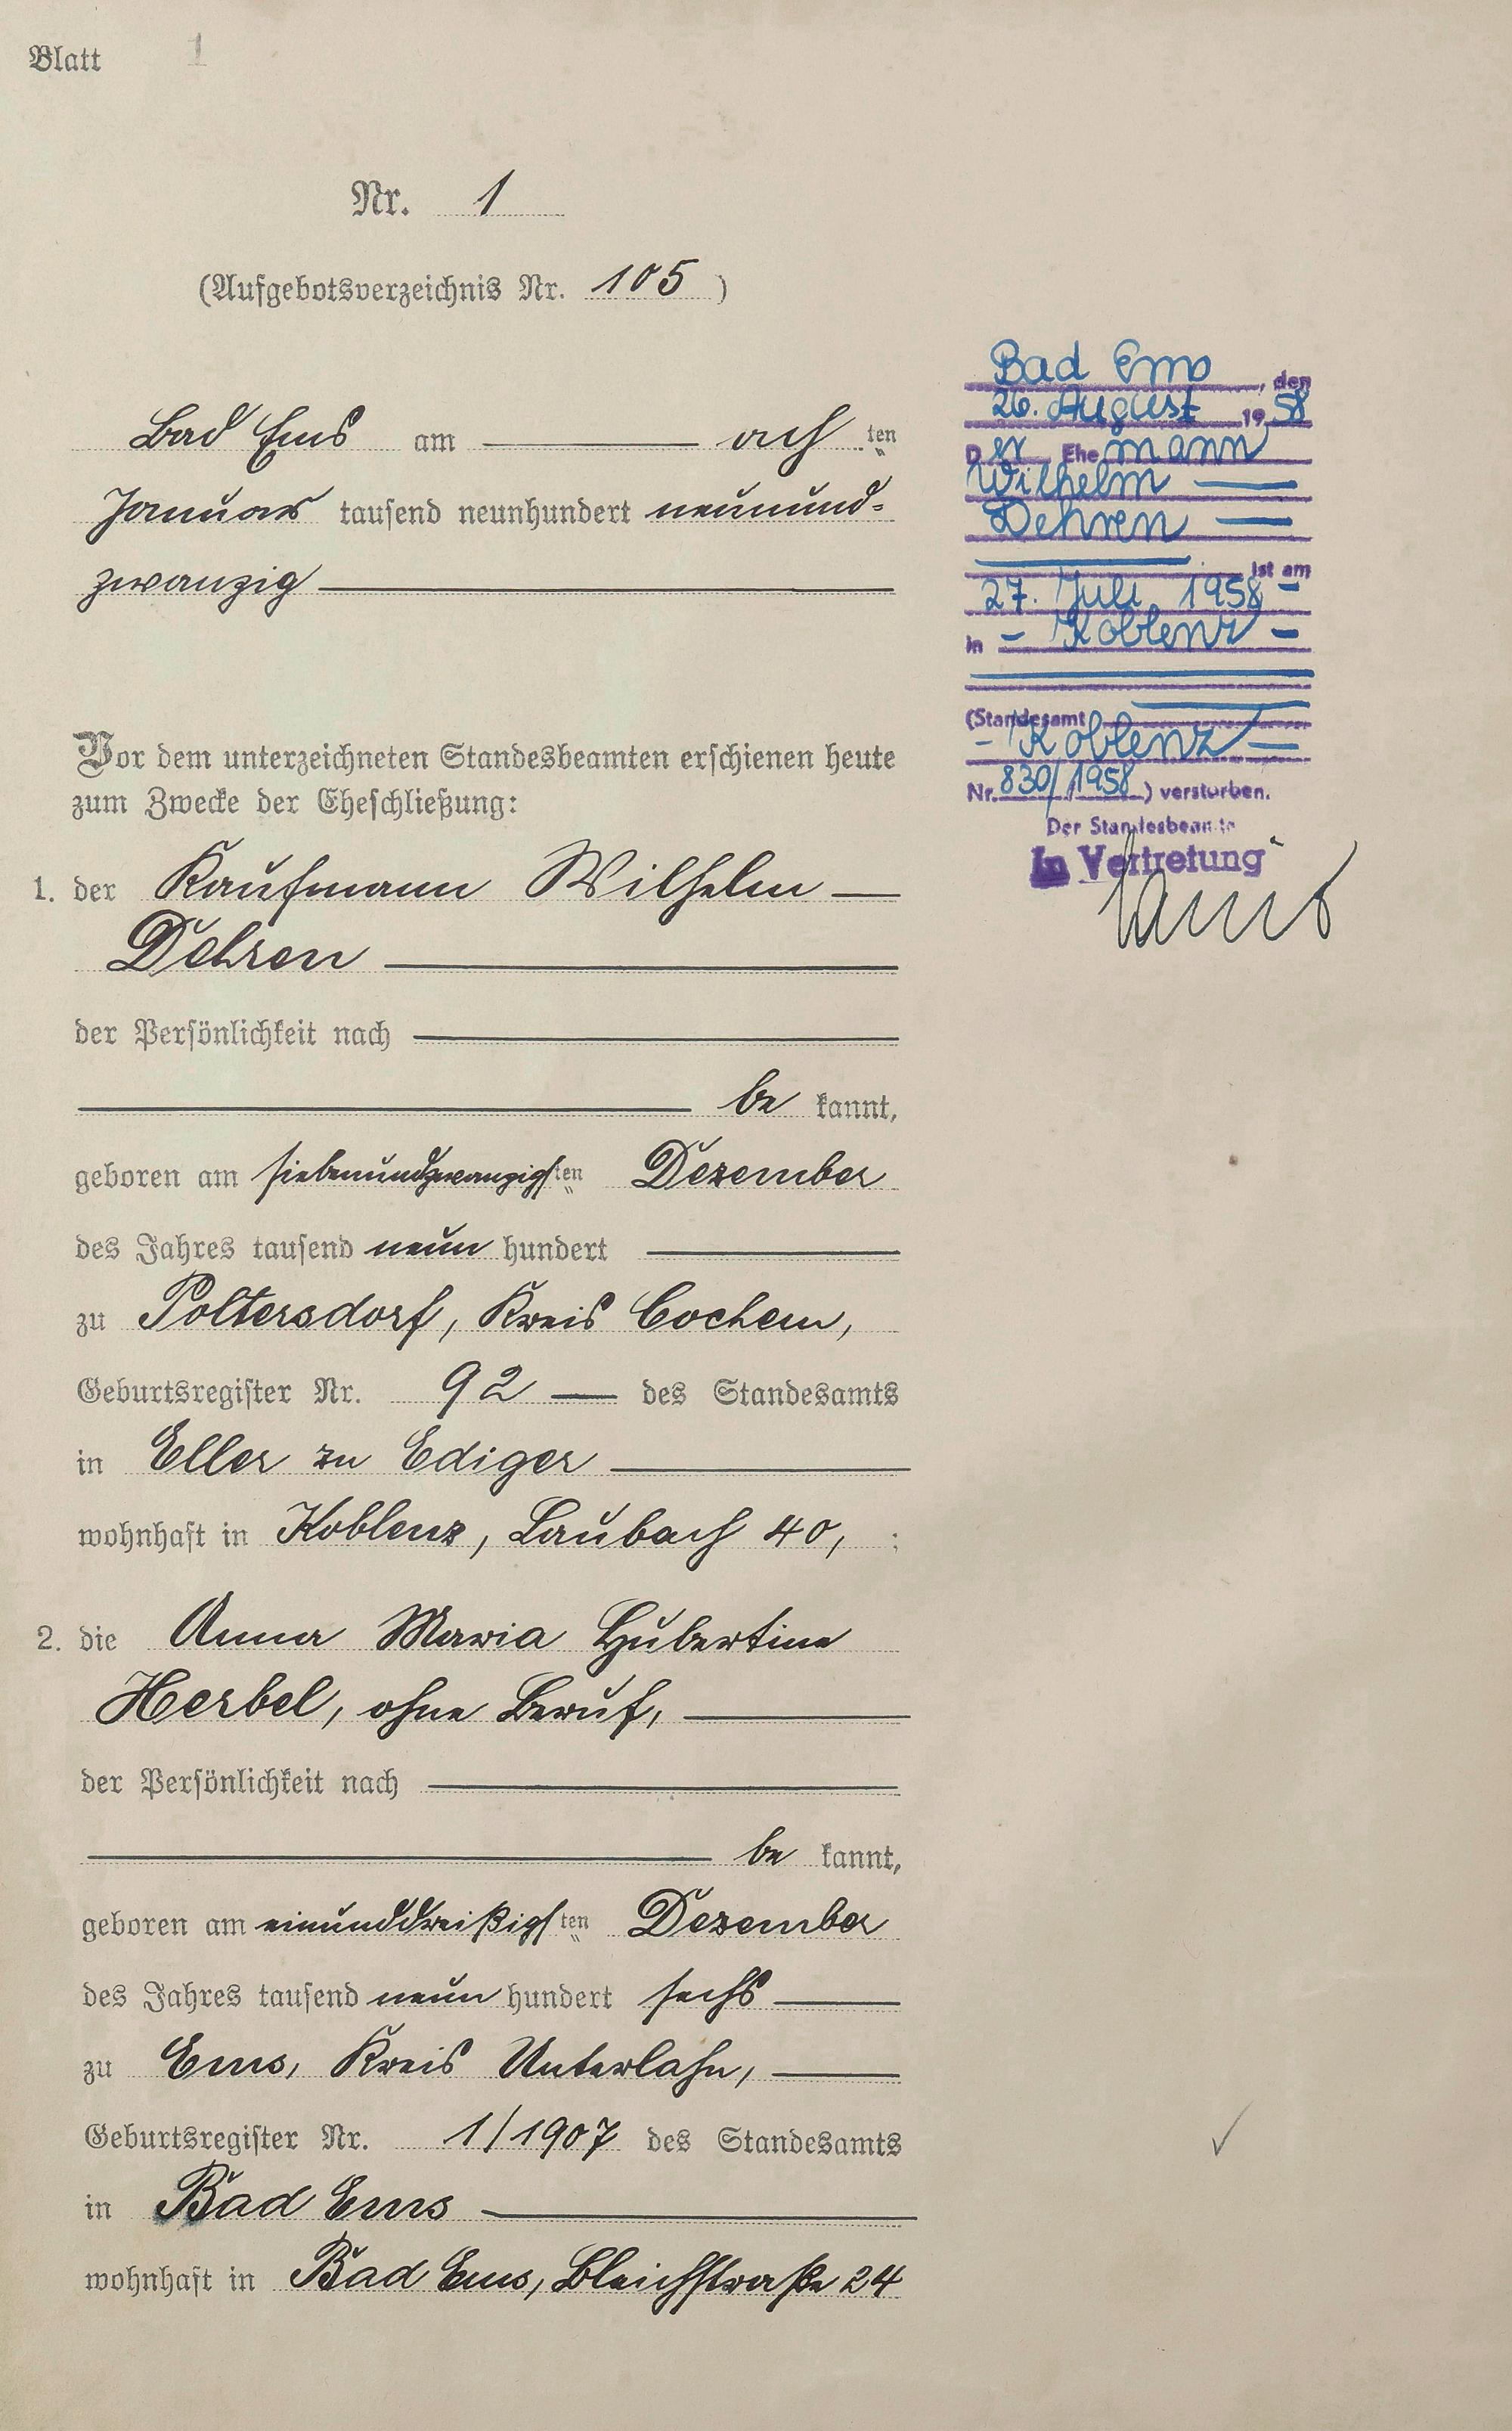 Blatt 1
Nr. 1
(Aufgebotsverzeichnis Nr. 105)
Bad Ems am acht ten
Januar tausend neunhundert neunund-
zwanzig
Vor dem unterzeichneten Standesbeamten erschienen heute
zum Zwecke der Eheschließung:
1. der Kaufmann Wilhelm
Dehren
der Persönlichkeit nach
be kannt,
geboren am siebenundzwanzigsten Dezember
des Jahres tausend neun hundert
zu Poltersdorf, Kreis Cochem,
Geburtsregister Nr. 92 des Standesamts
in Eller zu Ediger
wohnhaft in Koblenz, Laubach 40, ;
2. die Anna Maria Hubertine
Herbel, ohne Beruf,
der Persönlichkeit nach
be kannt,
geboren am einunddreißigsten Dezember
des Jahres tausend neun hundert sechs
zu Ems, Kreis Unterlahn,
Geburtsregister Nr. 1/1907 des Standesamts
in Bad Ems
wohnhaft in Bad Ems, Bleichstraße 24
Bad Ems, den
26. August 1958
Der Ehemann
Wilhelm
Dehren
ist am
27. Juli 1958
in - Koblenz -
(Standesamt
- Koblenz -
Nr. 830/1958) verstorben.
Der Standesbeamte
In Vertretung